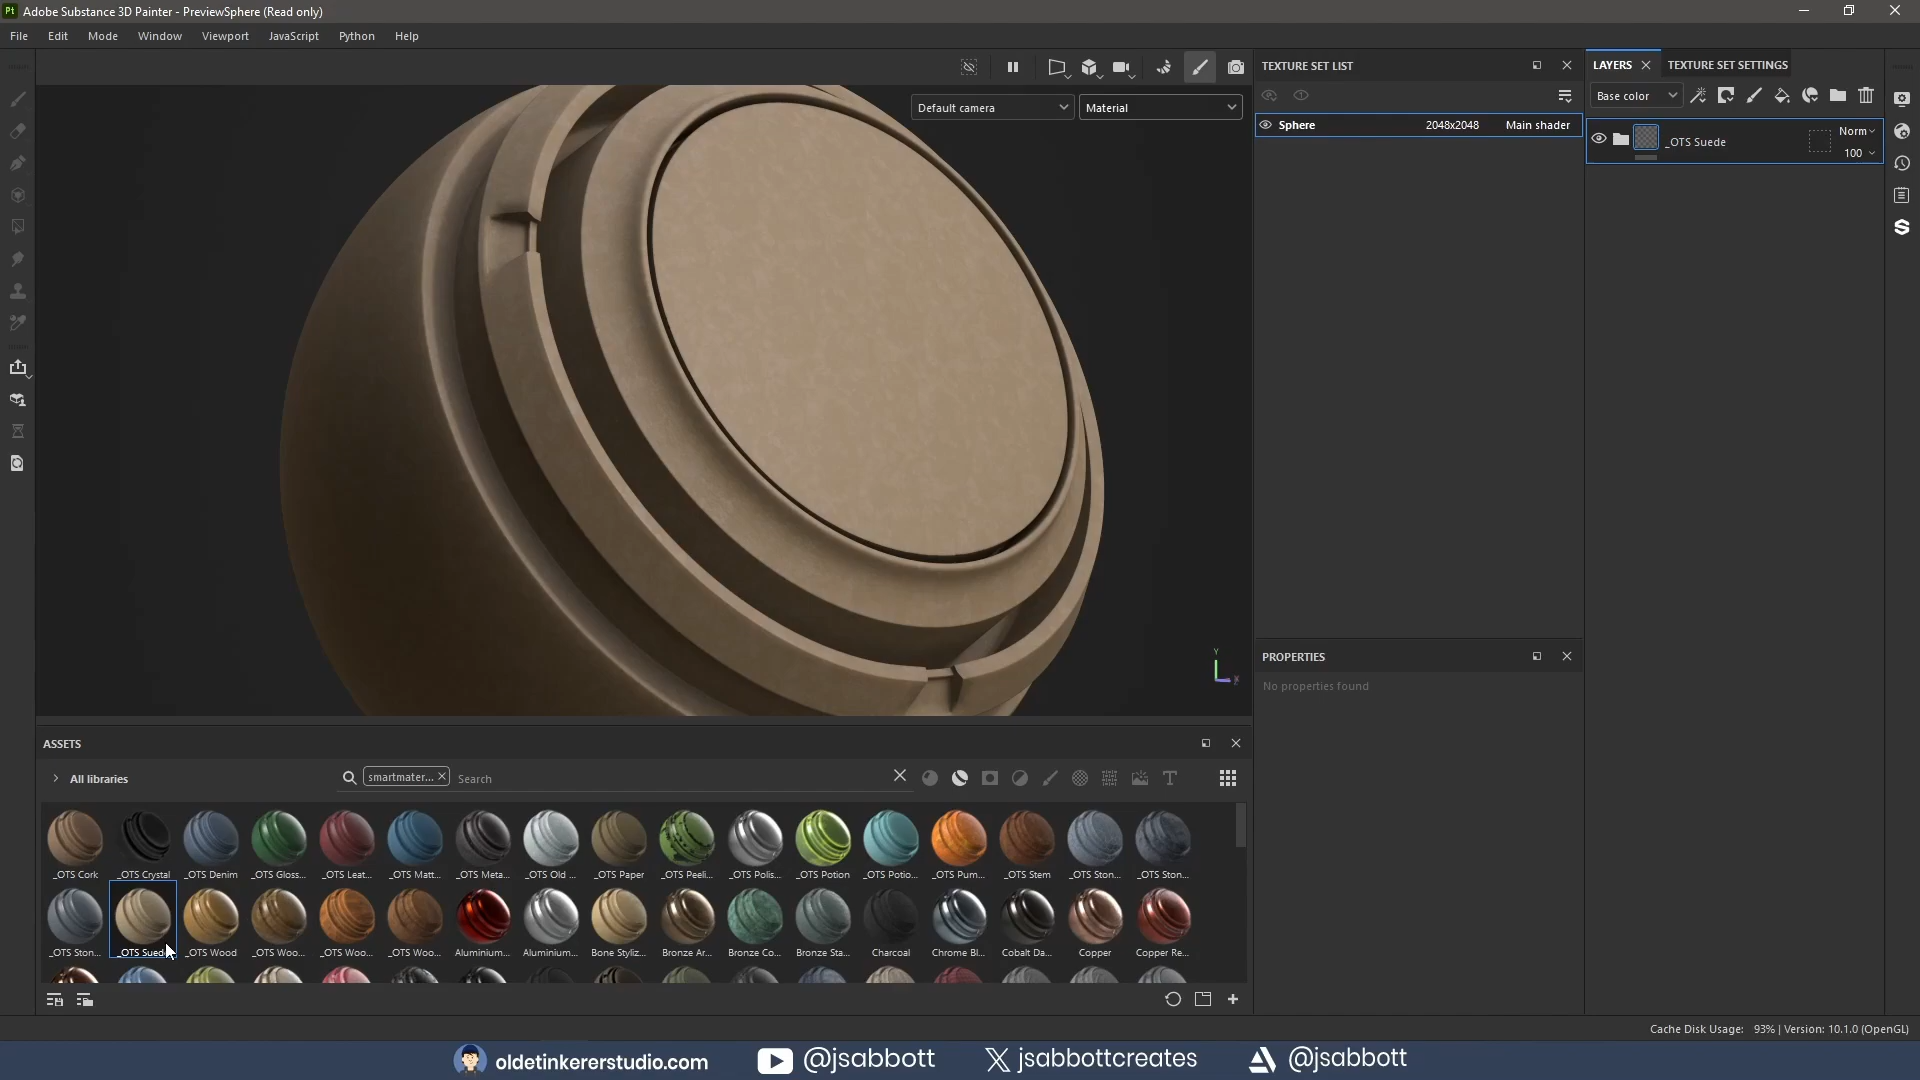 Pt Adobe Substance 3D Painter - PreviewSphere (Read only)
File Edit Mode Window Viewport JavaScript Python Help
TEXTURE SET LIST
LAYERS
TEXTURE SET SETTINGS
Default camera
Material
Base color
Sphere 2048x2048 Main shader
_OTS Suede
Norm
100
Y
PROPERTIES
No properties found
ASSETS
All libraries
smartmater...
Search
_OTS Cork _OTS Crystal _OTS Denim _OTS Gloss... _OTS Leat... _OTS Matt... _OTS Meta... _OTS Old ... _OTS Paper _OTS Peeli... _OTS Polis... _OTS Potion _OTS Potio... _OTS Pum... _OTS Stem _OTS Ston... _OTS Ston...
_OTS Ston... _OTS Suede _OTS Wood _OTS Woo... _OTS Woo... _OTS Woo... Aluminium... Aluminium... Bone Styliz... Bronze Ar... Bronze Co... Bronze Sta... Charcoal Chrome Bl... Cobalt Da... Copper Copper Re...
Cache Disk Usage: 93% | Version: 10.1.0 (OpenGL)
oldetinkererstudio.com
@jsabbott
jsabbottcreates
@jsabbott